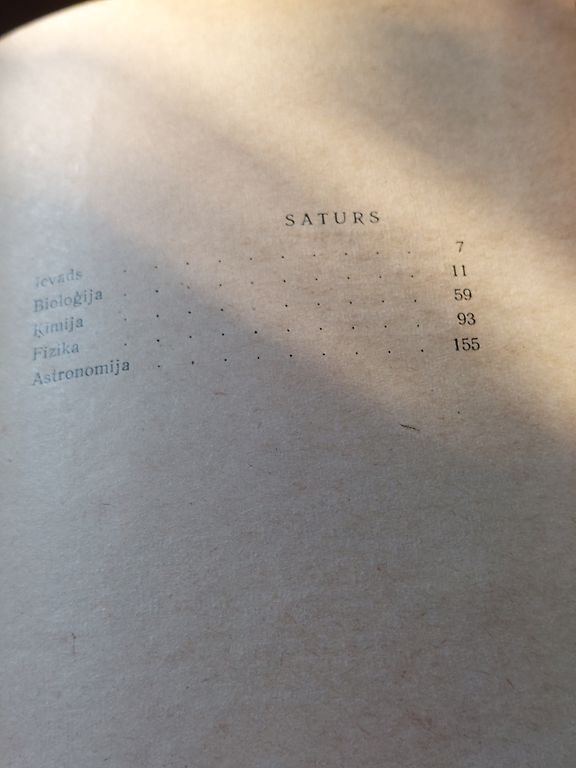 SATURS
Ievads . . . . . . . . . 7
Bioloģija . . . . . . . . . 11
Ķimija . . . . . . . . . 59
Fizika . . . . . . . . . . 93
Astronomija . . . . . . . . . 155